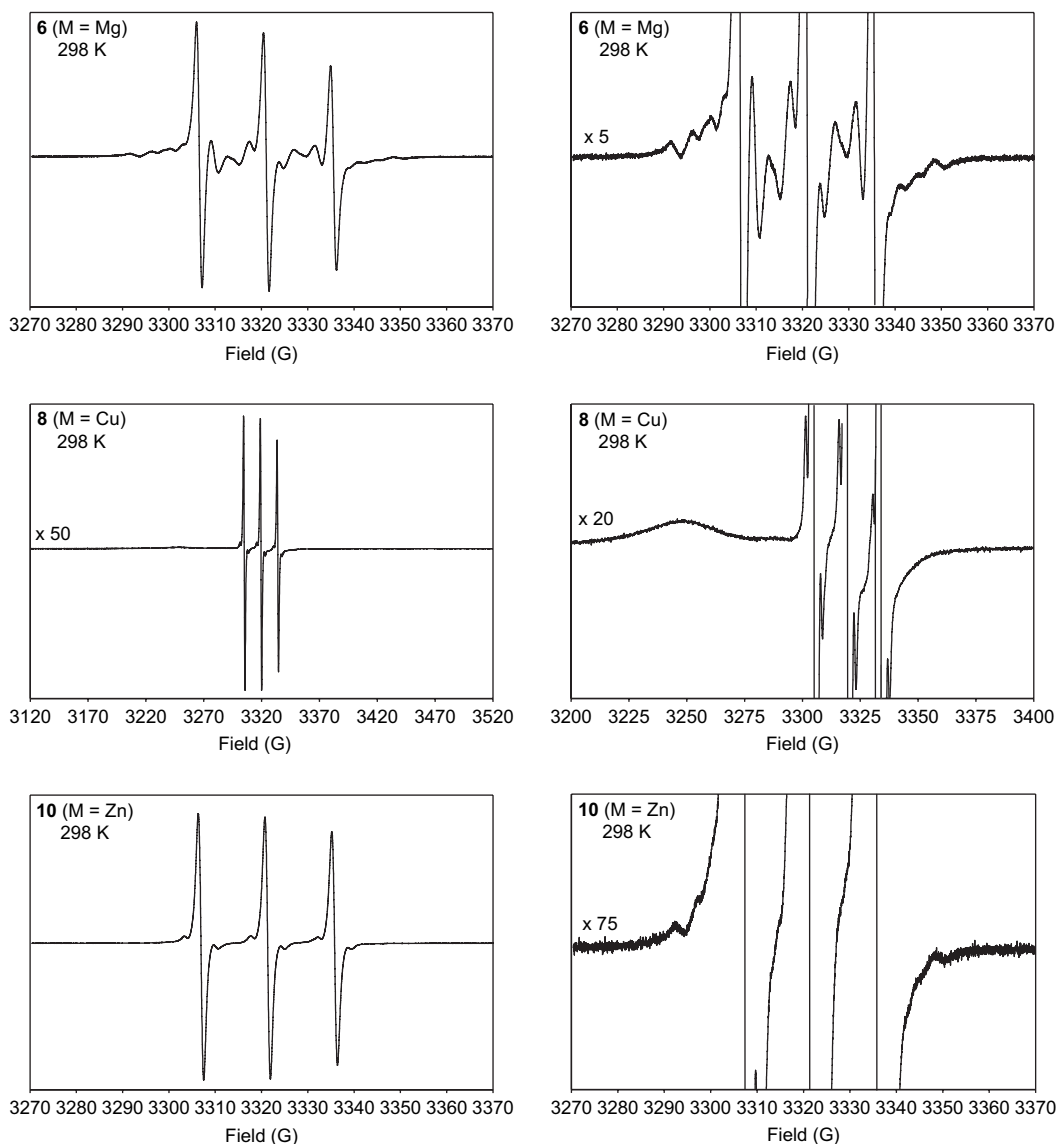 6 (M = Mg)
298 K
3270 3280 3290 3300 3310 3320 3330 3340 3350 3360 3370
Field (G)
6 (M = Mg)
298 K
x 5
3270 3280 3290 3300 3310 3320 3330 3340 3350 3360 3370
Field (G)
8 (M = Cu)
298 K
x 50
3120 3170 3220 3270 3320 3370 3420 3470 3520
Field (G)
8 (M = Cu)
298 K
x 20
3200 3225 3250 3275 3300 3325 3350 3375 3400
Field (G)
10 (M = Zn)
298 K
3270 3280 3290 3300 3310 3320 3330 3340 3350 3360 3370
Field (G)
10 (M = Zn)
298 K
x 75
3270 3280 3290 3300 3310 3320 3330 3340 3350 3360 3370
Field (G)